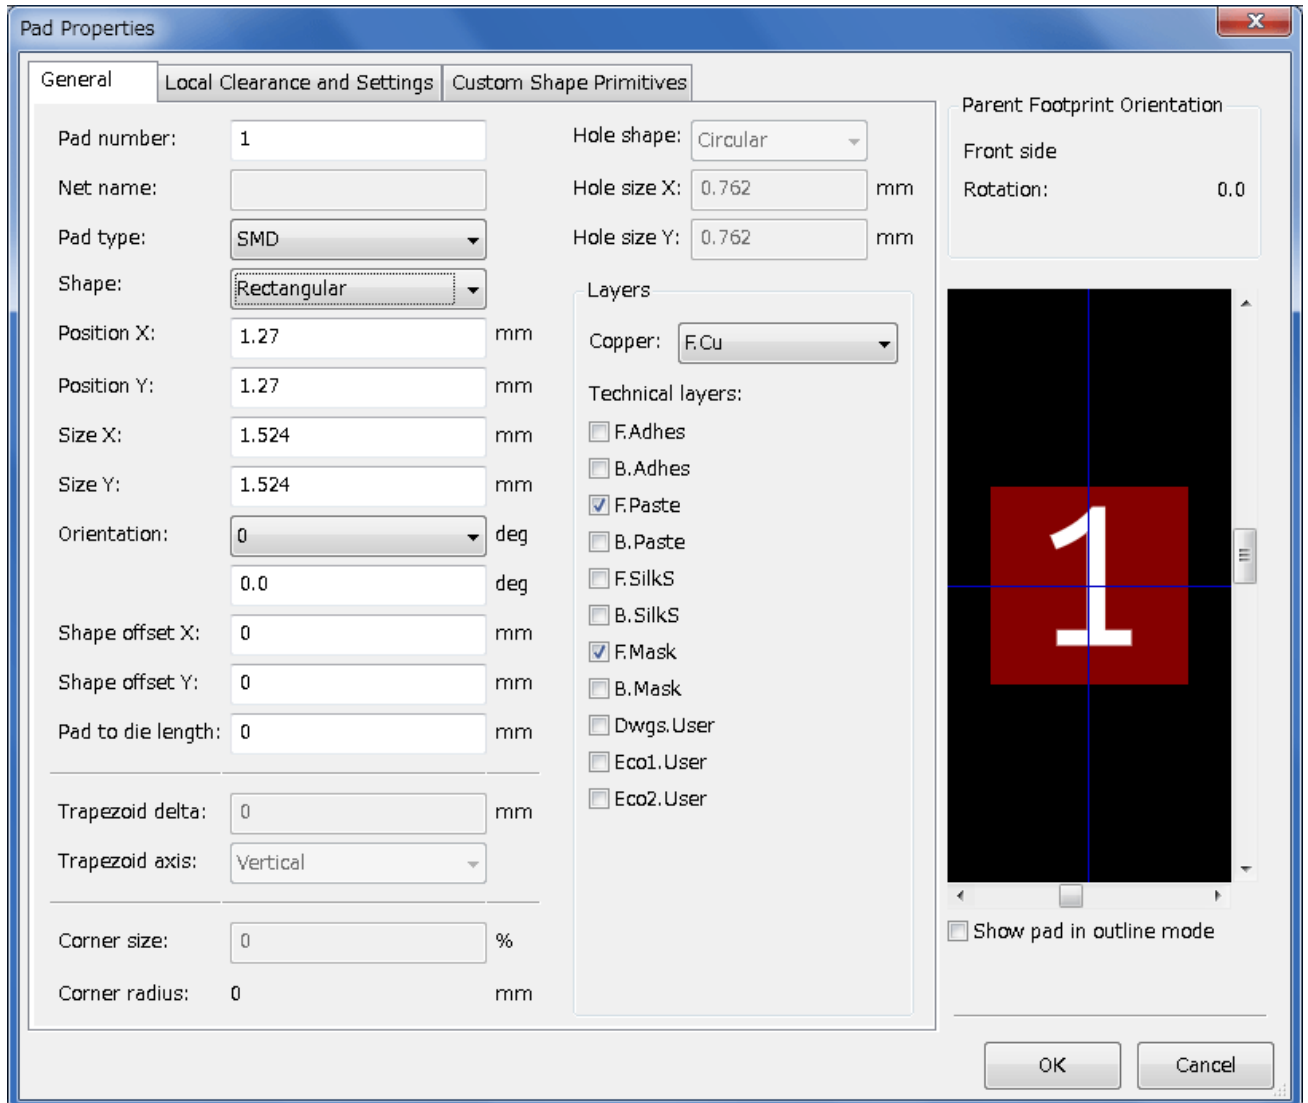 Pad Properties
General
Local Clearance and Settings
Custom Shape Primitives
Pad number: 1
Net name:
Pad type: SMD
Shape: Rectangular
Position X: 1.27 mm
Position Y: 1.27 mm
Size X: 1.524 mm
Size Y: 1.524 mm
Orientation: 0 deg
0.0 deg
Shape offset X: 0 mm
Shape offset Y: 0 mm
Pad to die length: 0 mm
Trapezoid delta: 0 mm
Trapezoid axis: Vertical
Corner size: 0 %
Corner radius: 0 mm
Hole shape: Circular
Hole size X: 0.762 mm
Hole size Y: 0.762 mm
Layers
Copper: F.Cu
Technical layers:
F.Adhes
B.Adhes
F.Paste
B.Paste
F.SilkS
B.SilkS
F.Mask
B.Mask
Dwgs.User
Eco1.User
Eco2.User
Parent Footprint Orientation
Front side
Rotation: 0.0
1
Show pad in outline mode
OK
Cancel